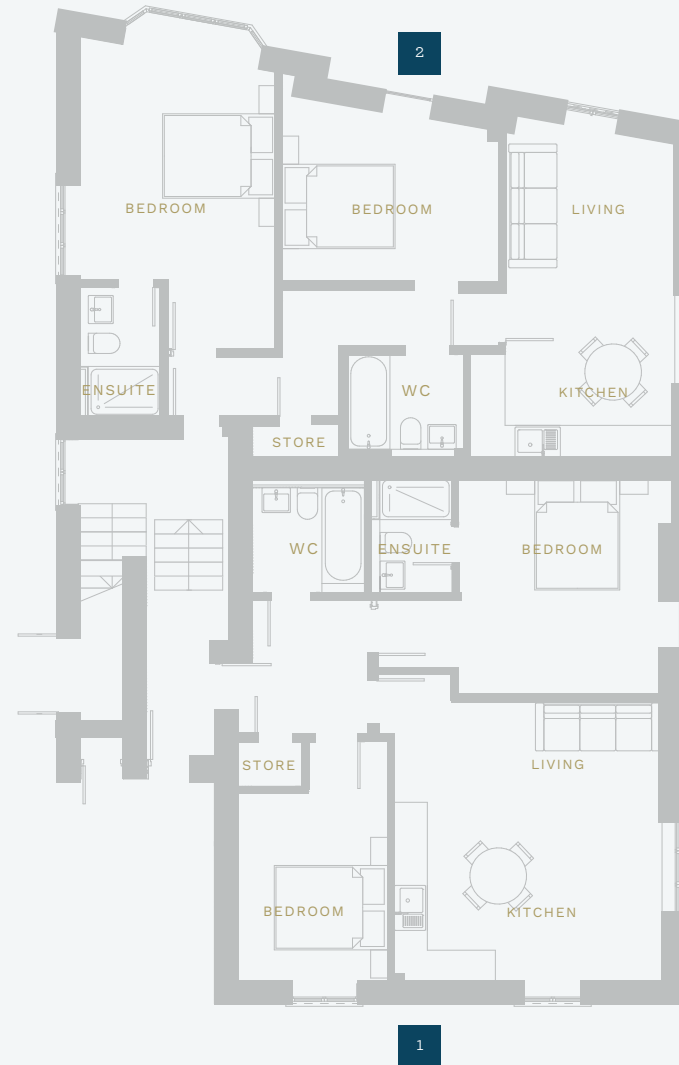 2
BEDROOM
BEDROOM
LIVING
ENSUITE
WC
KITCHEN
STORE
WC
ENSUITE
BEDROOM
STORE
LIVING
BEDROOM
KITCHEN
1